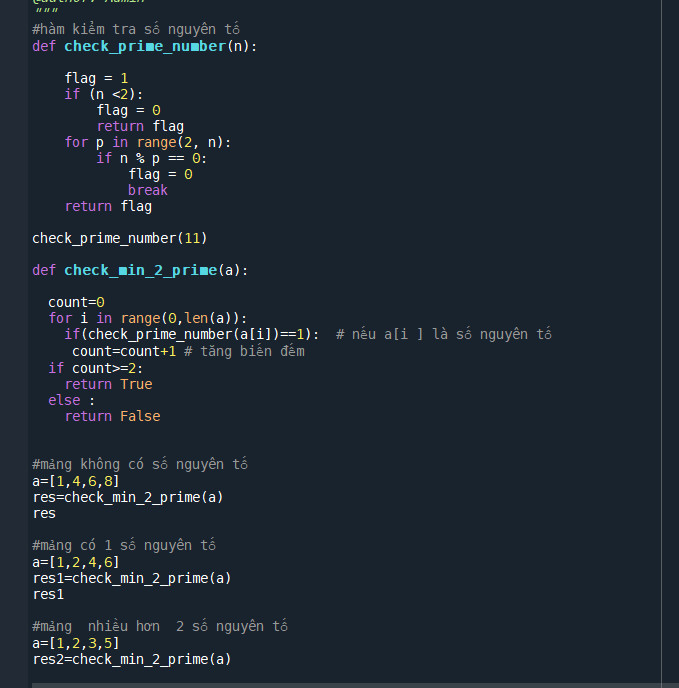 """
#hàm kiểm tra số nguyên tố
def check_prime_number(n):
flag = 1
if (n <2):
flag = 0
return flag
for p in range(2, n):
if n % p == 0:
flag = 0
break
return flag
check_prime_number(11)
def check_min_2_prime(a):
count=0
for i in range(0,len(a)):
if(check_prime_number(a[i])==1):  # nếu a[i ] là số nguyên tố
count=count+1 # tăng biến đếm
if count>=2:
return True
else :
return False
#mảng không có số nguyên tố
a=[1,4,6,8]
res=check_min_2_prime(a)
res
#mảng có 1 số nguyên tố
a=[1,2,4,6]
res1=check_min_2_prime(a)
res1
#mảng  nhiều hơn  2 số nguyên tố
a=[1,2,3,5]
res2=check_min_2_prime(a)